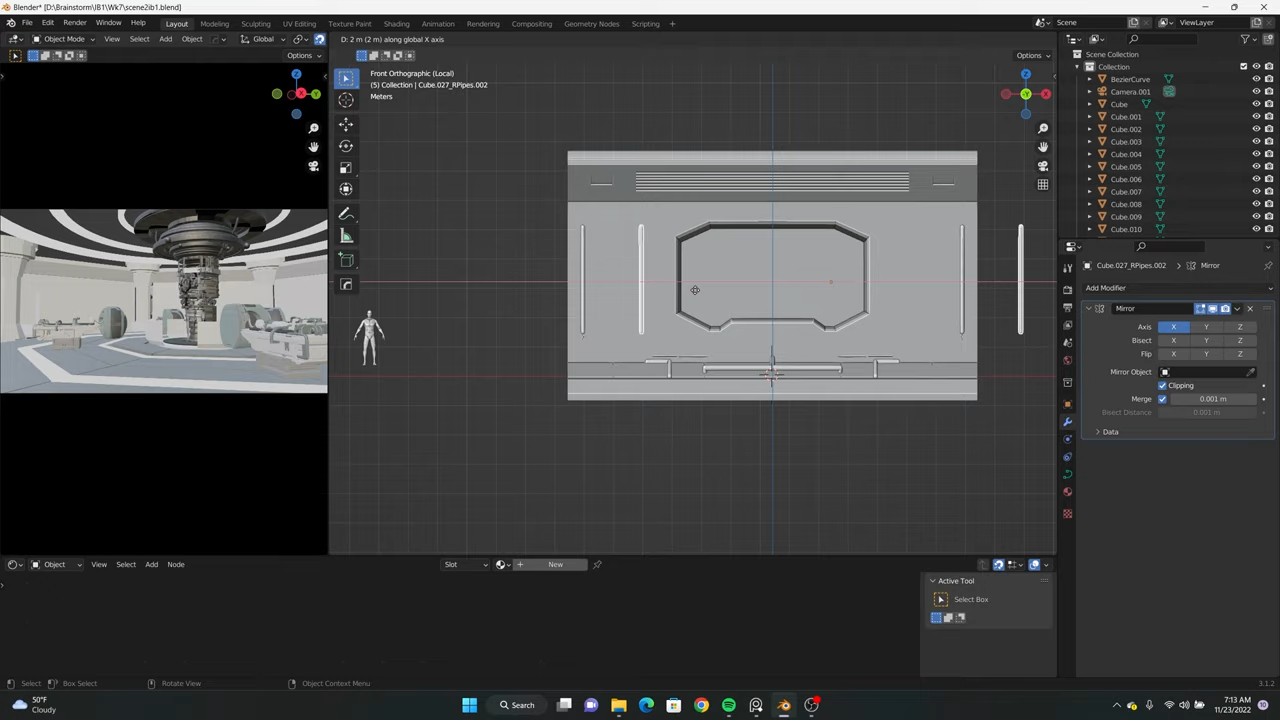 Blender* [D:\Brainstorm\IB1\Wk7\scene2ib1.blend]
File Edit Render Window Help Layout Modeling Sculpting UV Editing Texture Paint Shading Animation Rendering Compositing Geometry Nodes Scripting + Scene ViewLayer
Object Mode View Select Add Object Global
D: 2 m (2 m) along global X axis
Options
Options
Front Orthographic (Local)
(5) Collection | Cube.027_RPipes.002
Meters
Scene Collection
Collection
BezierCurve
Camera.001
Cube
Cube.001
Cube.002
Cube.003
Cube.004
Cube.005
Cube.006
Cube.007
Cube.008
Cube.009
Cube.010
Cube.027_RPipes.002 > Mirror
Add Modifier
Mirror
Axis X Y Z
Bisect X Y Z
Flip X Y Z
Mirror Object
Clipping
Merge 0.001 m
Bisect Distance 0.001 m
Data
Object View Select Add Node Slot New
Active Tool
Select Box
Select Box Select Rotate View Object Context Menu 3.1.2
50°F
Cloudy
Search
7:13 AM
11/23/2022